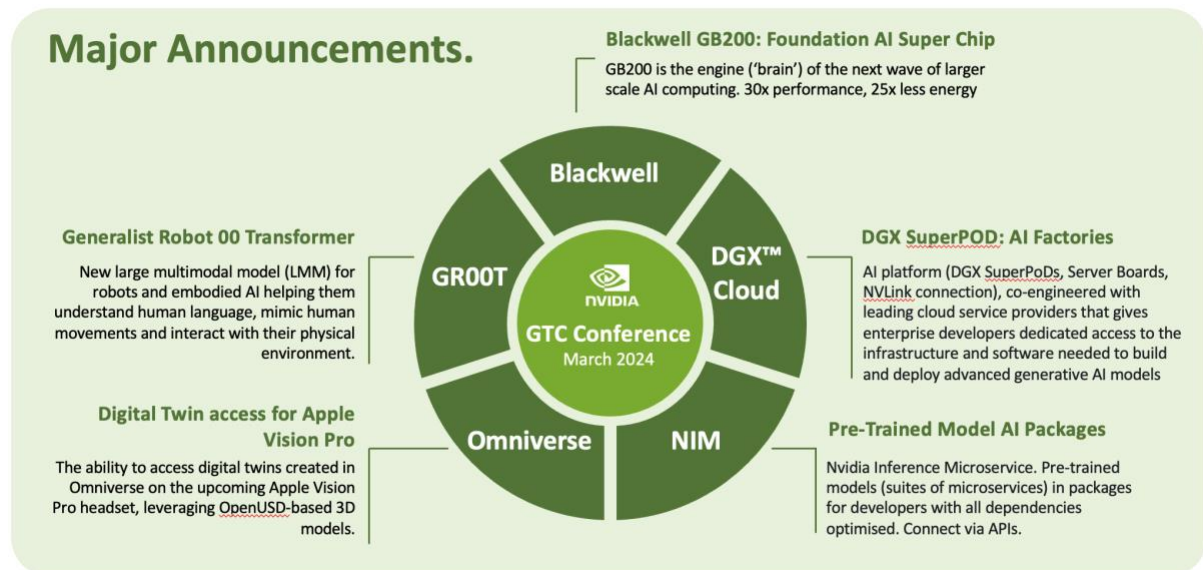 Major Announcements.
Blackwell GB200: Foundation AI Super Chip
GB200 is the engine (‘brain’) of the next wave of larger
scale AI computing. 30x performance, 25x less energy
Blackwell
Generalist Robot 00 Transformer
New large multimodal model (LMM) for
robots and embodied AI helping them
understand human language, mimic human
movements and interact with their physical
environment.
GR00T
DGX™
Cloud
DGX SuperPOD: AI Factories
AI platform (DGX SuperPoDs, Server Boards,
NVLink connection), co-engineered with
leading cloud service providers that gives
enterprise developers dedicated access to the
infrastructure and software needed to build
and deploy advanced generative AI models
NVIDIA
GTC Conference
March 2024
Digital Twin access for Apple
Vision Pro
The ability to access digital twins created in
Omniverse on the upcoming Apple Vision
Pro headset, leveraging OpenUSD-based 3D
models.
Omniverse
NIM
Pre-Trained Model AI Packages
Nvidia Inference Microservice. Pre-trained
models (suites of microservices) in packages
for developers with all dependencies
optimised. Connect via APIs.